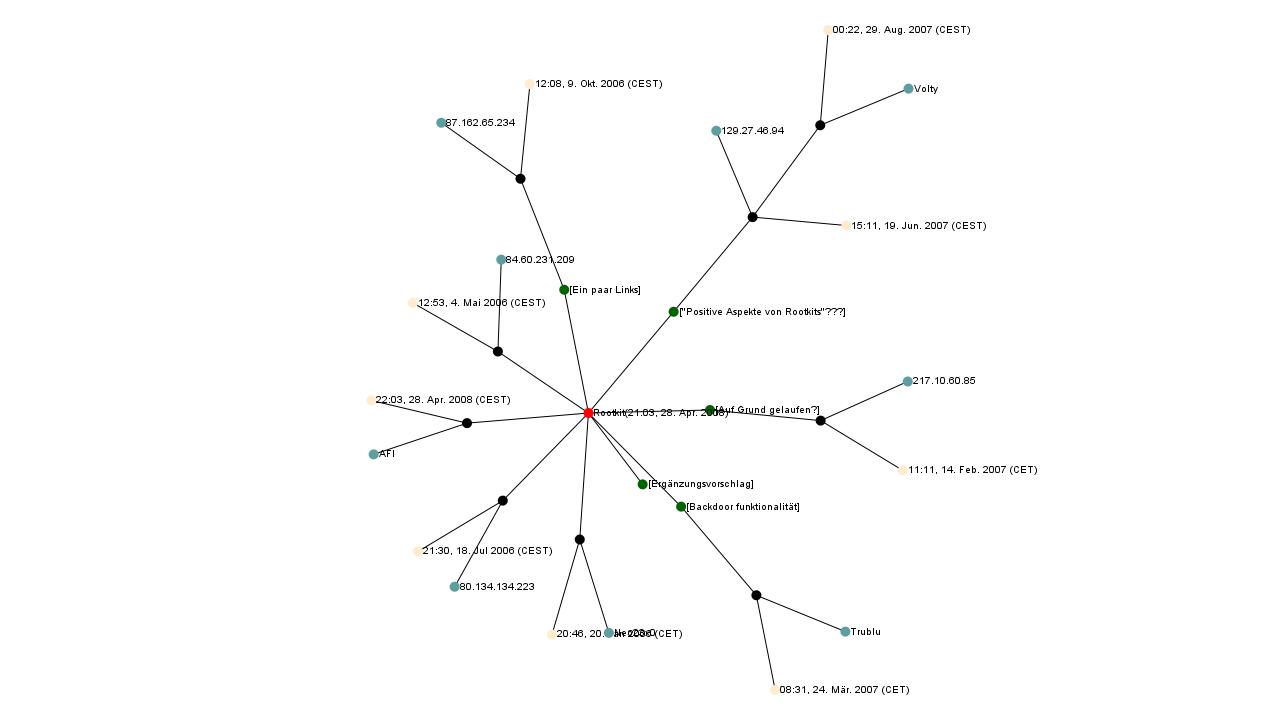 00:22, 29. Aug. 2007 (CEST)
12:08, 9. Okt. 2006 (CEST)
Volty
87.162.65.234
129.27.46.94
15:11, 19. Jun. 2007 (CEST)
84.60.231.209
[Ein paar Links]
12:53, 4. Mai 2006 (CEST)
["Positive Aspekte von Rootkits"???]
217.10.60.85
22:03, 28. Apr. 2008 (CEST)
Rootkit(21:03, 28. Apr. 2008)
[Auf Grund gelaufen?]
AFI
11:11, 14. Feb. 2007 (CET)
[Ergänzungsvorschlag]
[Backdoor funktionalität]
21:30, 18. Jul 2006 (CEST)
80.134.134.223
20:46, 20. Jan 2006 (CET)
Trublu
08:31, 24. Mär. 2007 (CET)